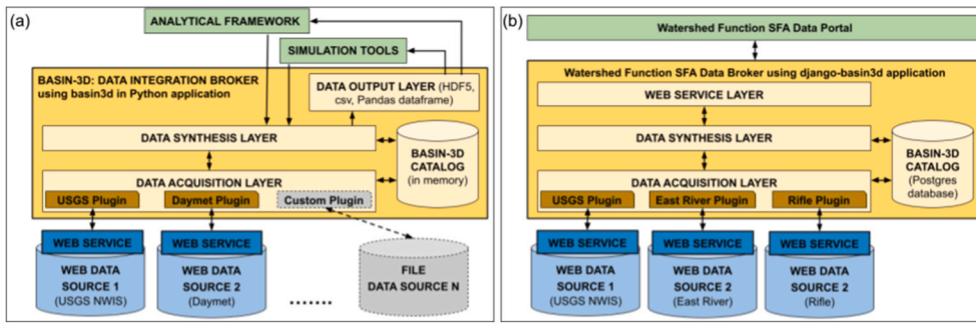 (a)
ANALYTICAL FRAMEWORK
SIMULATION TOOLS
BASIN-3D: DATA INTEGRATION BROKER
using basin3d in Python application
DATA OUTPUT LAYER (HDF5,
csv, Pandas dataframe)
DATA SYNTHESIS LAYER
BASIN-3D
CATALOG
(in memory)
DATA ACQUISITION LAYER
USGS Plugin
Daymet Plugin
Custom Plugin
WEB SERVICE
WEB SERVICE
WEB DATA
SOURCE 1
(USGS NWIS)
WEB DATA
SOURCE 2
(Daymet)
.......
FILE
DATA SOURCE N
(b)
Watershed Function SFA Data Portal
Watershed Function SFA Data Broker using django-basin3d application
WEB SERVICE LAYER
DATA SYNTHESIS LAYER
BASIN-3D
CATALOG
(Postgres
database)
DATA ACQUISITION LAYER
USGS Plugin
East River Plugin
Rifle Plugin
WEB SERVICE
WEB SERVICE
WEB SERVICE
WEB DATA
SOURCE 1
(USGS NWIS)
WEB DATA
SOURCE 2
(East River)
WEB DATA
SOURCE 2
(Rifle)